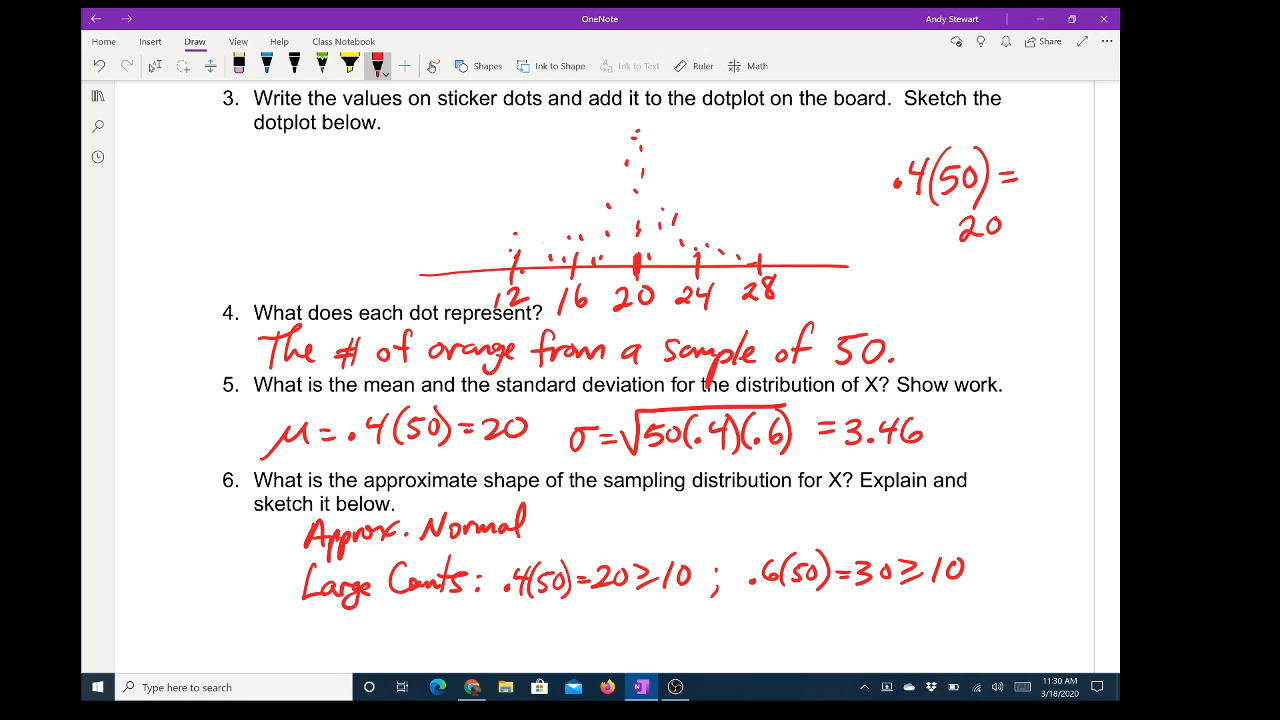 OneNote
Andy Stewart
Home Insert Draw View Help Class Notebook
Share
Shapes Ink to Shape Ink to Text Ruler Math
3. Write the values on sticker dots and add it to the dotplot on the board. Sketch the
dotplot below.
.4(50) =
20
12 16 20 24 28
4. What does each dot represent?
The # of orange from a sample of 50.
5. What is the mean and the standard deviation for the distribution of X? Show work.
μ = .4(50) = 20 σ = √50(.4)(.6) = 3.46
6. What is the approximate shape of the sampling distribution for X? Explain and
sketch it below.
Approx. Normal
Large Counts: .4(50)=20≥10 ; .6(50)=30≥10
Type here to search
11:30 AM
3/18/2020